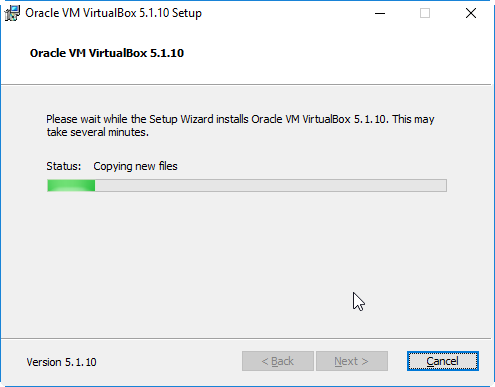 Oracle VM VirtualBox 5.1.10 Setup
Oracle VM VirtualBox 5.1.10
Please wait while the Setup Wizard installs Oracle VM VirtualBox 5.1.10. This may
take several minutes.
Status: Copying new files
Version 5.1.10
< Back
Next >
Cancel